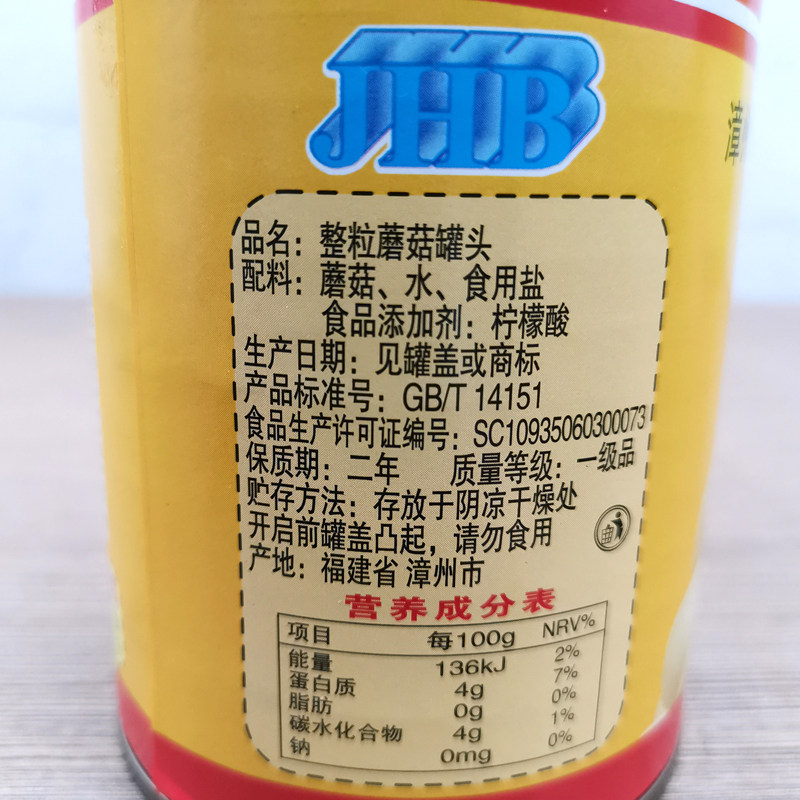 JHB
品名：整粒蘑菇罐头
配料：蘑菇、水、食用盐
食品添加剂：柠檬酸
生产日期：见罐盖或商标
产品标准号：GB/T 14151
食品生产许可证编号：SC10935060300073
保质期：二年 质量等级：一级品
贮存方法：存放于阴凉干燥处
开启前罐盖凸起，请勿食用
产地：福建省 漳州市
营养成分表
项目 每100g NRV%
能量 136kJ 2%
蛋白质 4g 7%
脂肪 0g 0%
碳水化合物 4g 1%
钠 0mg 0%